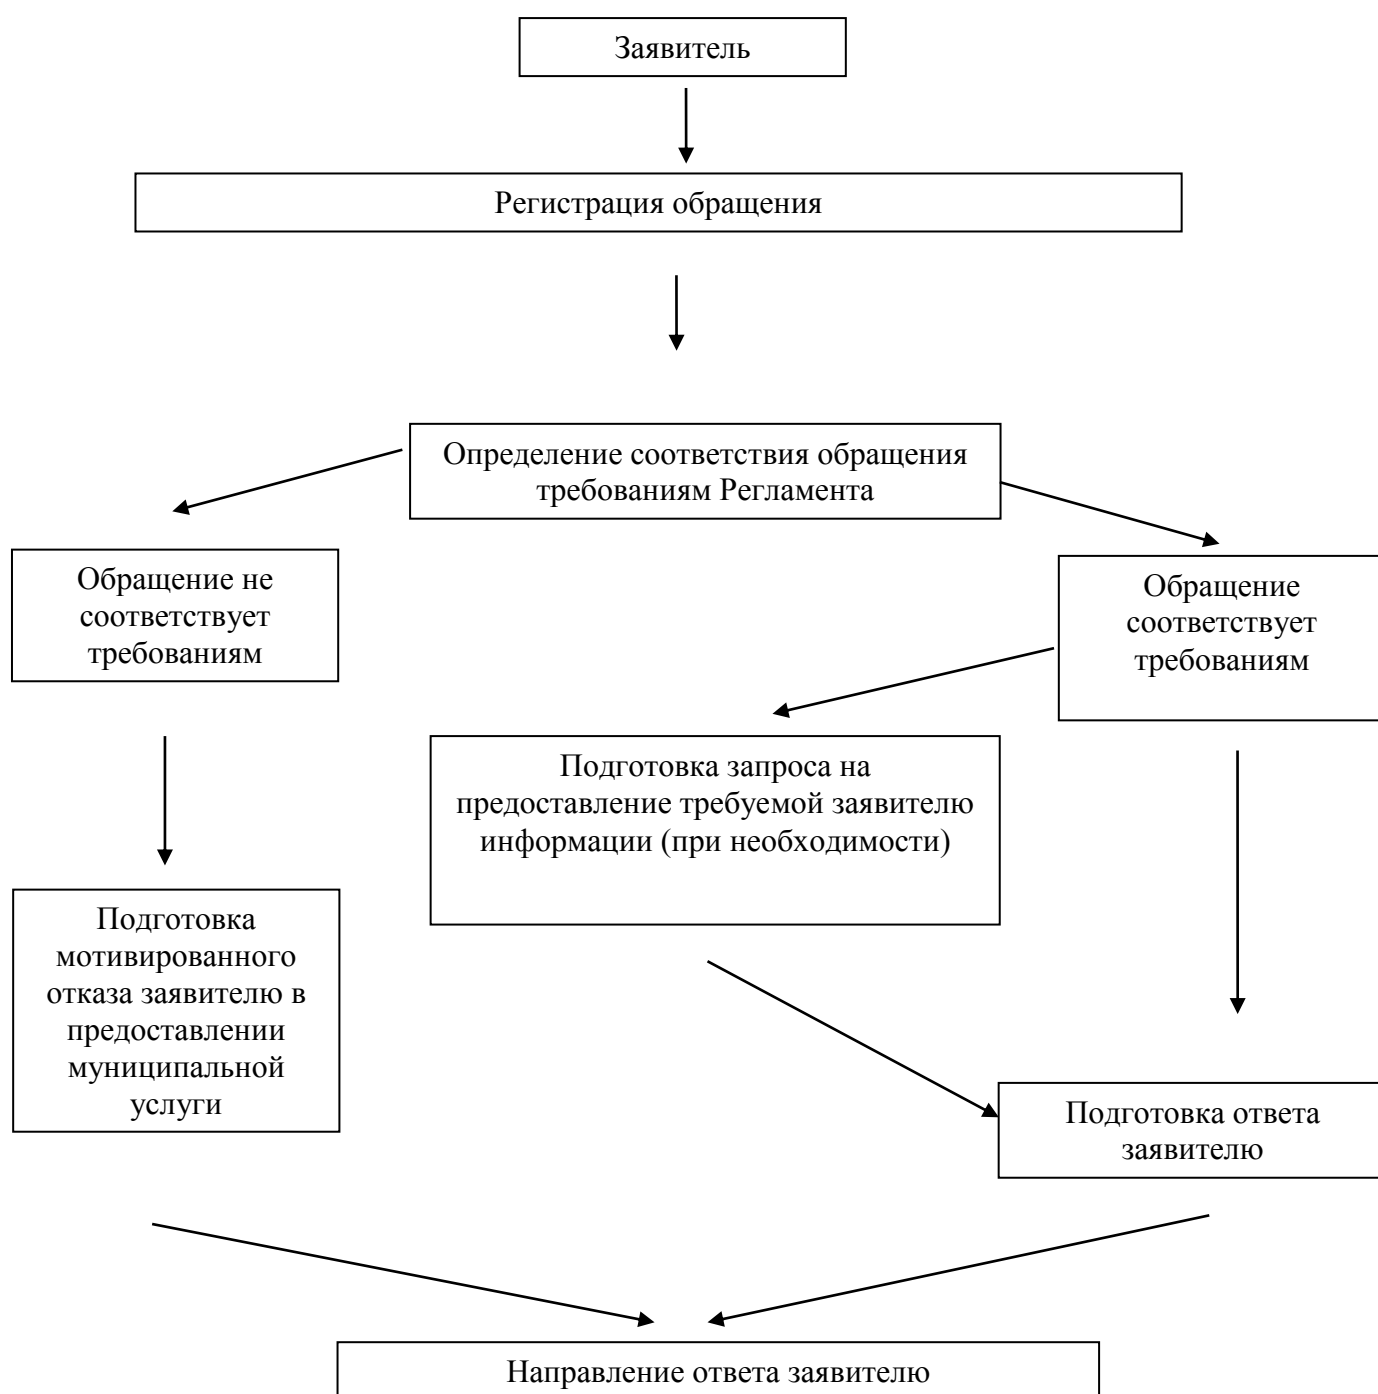 Заявитель
Регистрация обращения
Определение соответствия обращения
требованиям Регламента
Обращение не
соответствует
требованиям
Обращение
соответствует
требованиям
Подготовка запроса на
предоставление требуемой заявителю
информации (при необходимости)
Подготовка
мотивированного
отказа заявителю в
предоставлении
муниципальной
услуги
Подготовка ответа
заявителю
Направление ответа заявителю